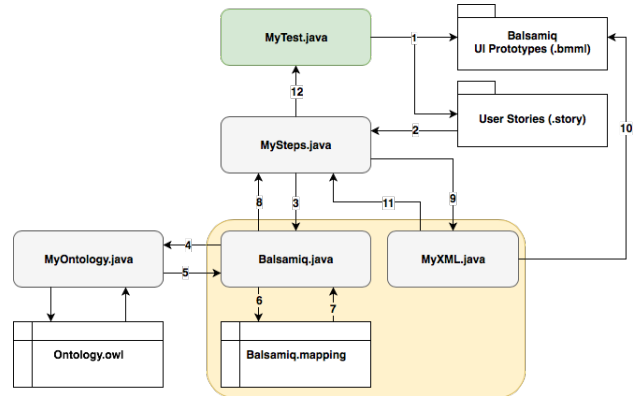 MyTest.java
1
Balsamiq
UI Prototypes (.bmml)
12
2
User Stories (.story)
10
MySteps.java
8
3
11
9
MyOntology.java
4
5
Balsamiq.java
MyXML.java
6
7
Ontology.owl
Balsamiq.mapping